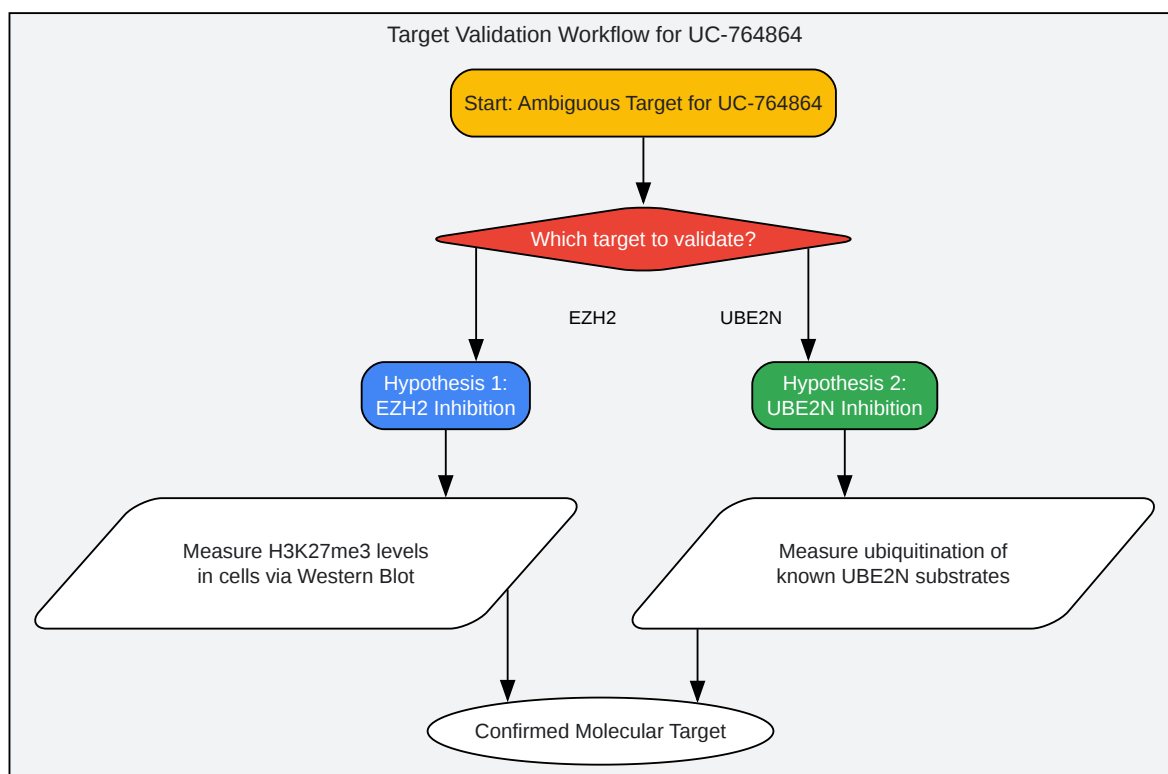 Target Validation Workflow for UC-764864
Start: Ambiguous Target for UC-764864
Which target to validate?
EZH2
UBE2N
Hypothesis 1:
EZH2 Inhibition
Hypothesis 2:
UBE2N Inhibition
Measure H3K27me3 levels
in cells via Western Blot
Measure ubiquitination of
known UBE2N substrates
Confirmed Molecular Target